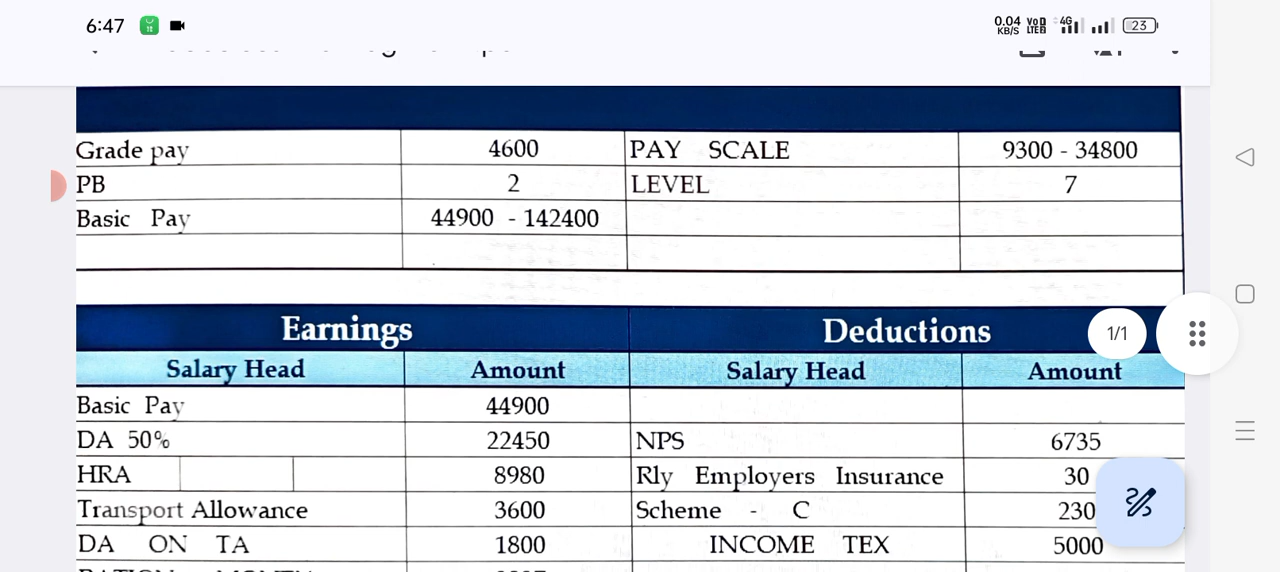 6:47
0.04 KB/S VoD LTE2 4G 23
Grade pay 4600 PAY SCALE 9300 - 34800
PB 2 LEVEL 7
Basic Pay 44900 - 142400
Earnings Deductions
1/1
Salary Head Amount Salary Head Amount
Basic Pay 44900
DA 50% 22450 NPS 6735
HRA 8980 Rly Employers Insurance 30
Transport Allowance 3600 Scheme - C 230
DA ON TA 1800 INCOME TEX 5000